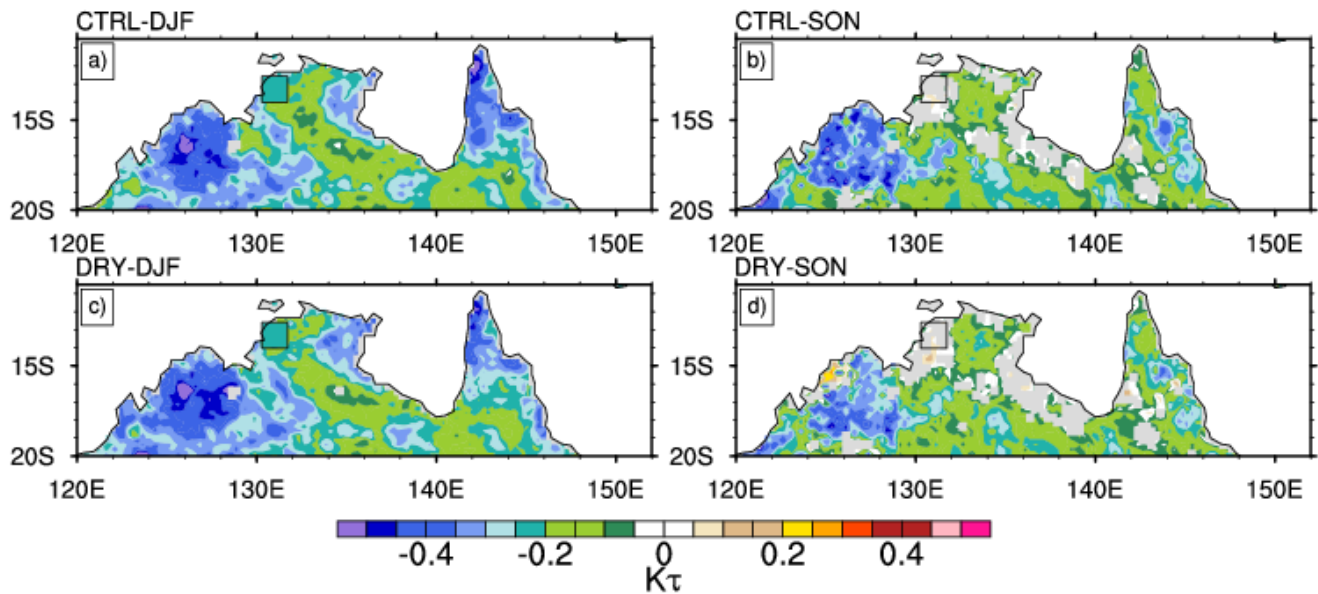 CTRL-DJF
CTRL-SON
a)
b)
15S
20S
120E 130E 140E 150E
15S
20S
120E 130E 140E 150E
DRY-DJF
DRY-SON
c)
d)
15S
20S
120E 130E 140E 150E
15S
20S
120E 130E 140E 150E
-0.4 -0.2 0 0.2 0.4
Kτ